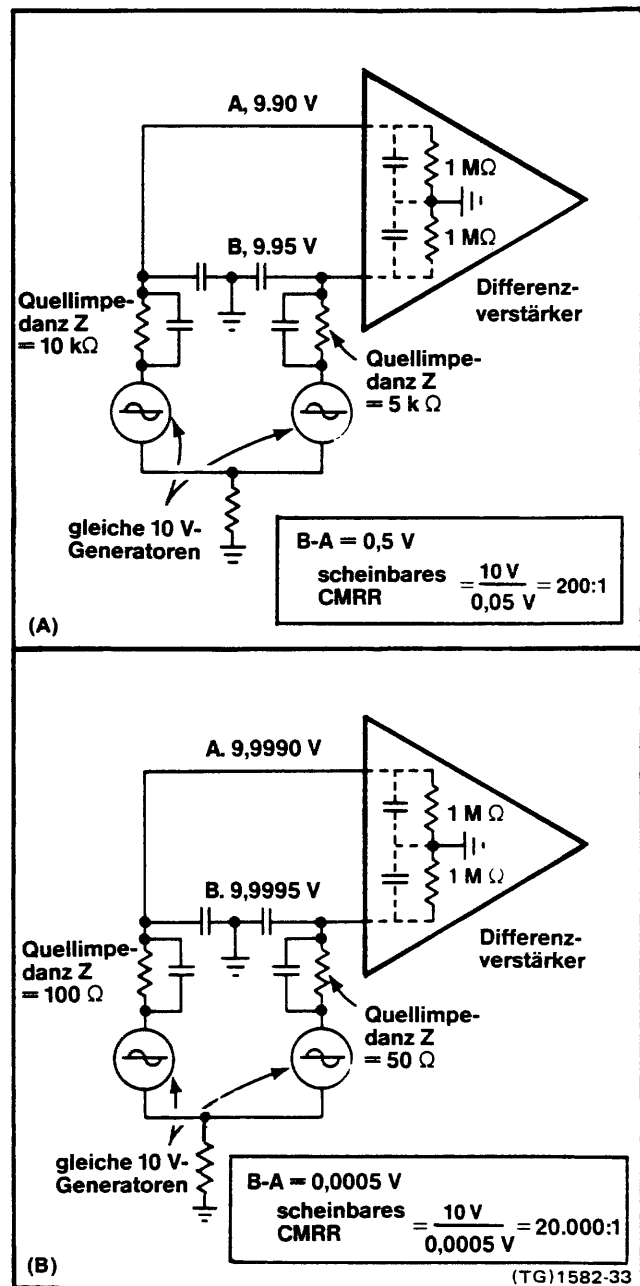 A, 9.90 V
1 MΩ
1 MΩ
B, 9.95 V
Differenz-
verstärker
Quellimpe-
danz Z
= 10 kΩ
Quellimpe-
danz Z
= 5 k Ω
gleiche 10 V-
Generatoren
B-A = 0,5 V
scheinbares
CMRR = 10 V / 0,05 V = 200:1
(A)
A. 9,9990 V
1 M Ω
1 M Ω
B. 9,9995 V
Differenz-
verstärker
Quellimpe-
danz Z
= 100 Ω
Quellimpe-
danz Z
= 50 Ω
gleiche 10 V-
Generatoren
B-A = 0,0005 V
scheinbares
CMRR = 10 V / 0,0005 V = 20.000:1
(B)
(TG)1582-33